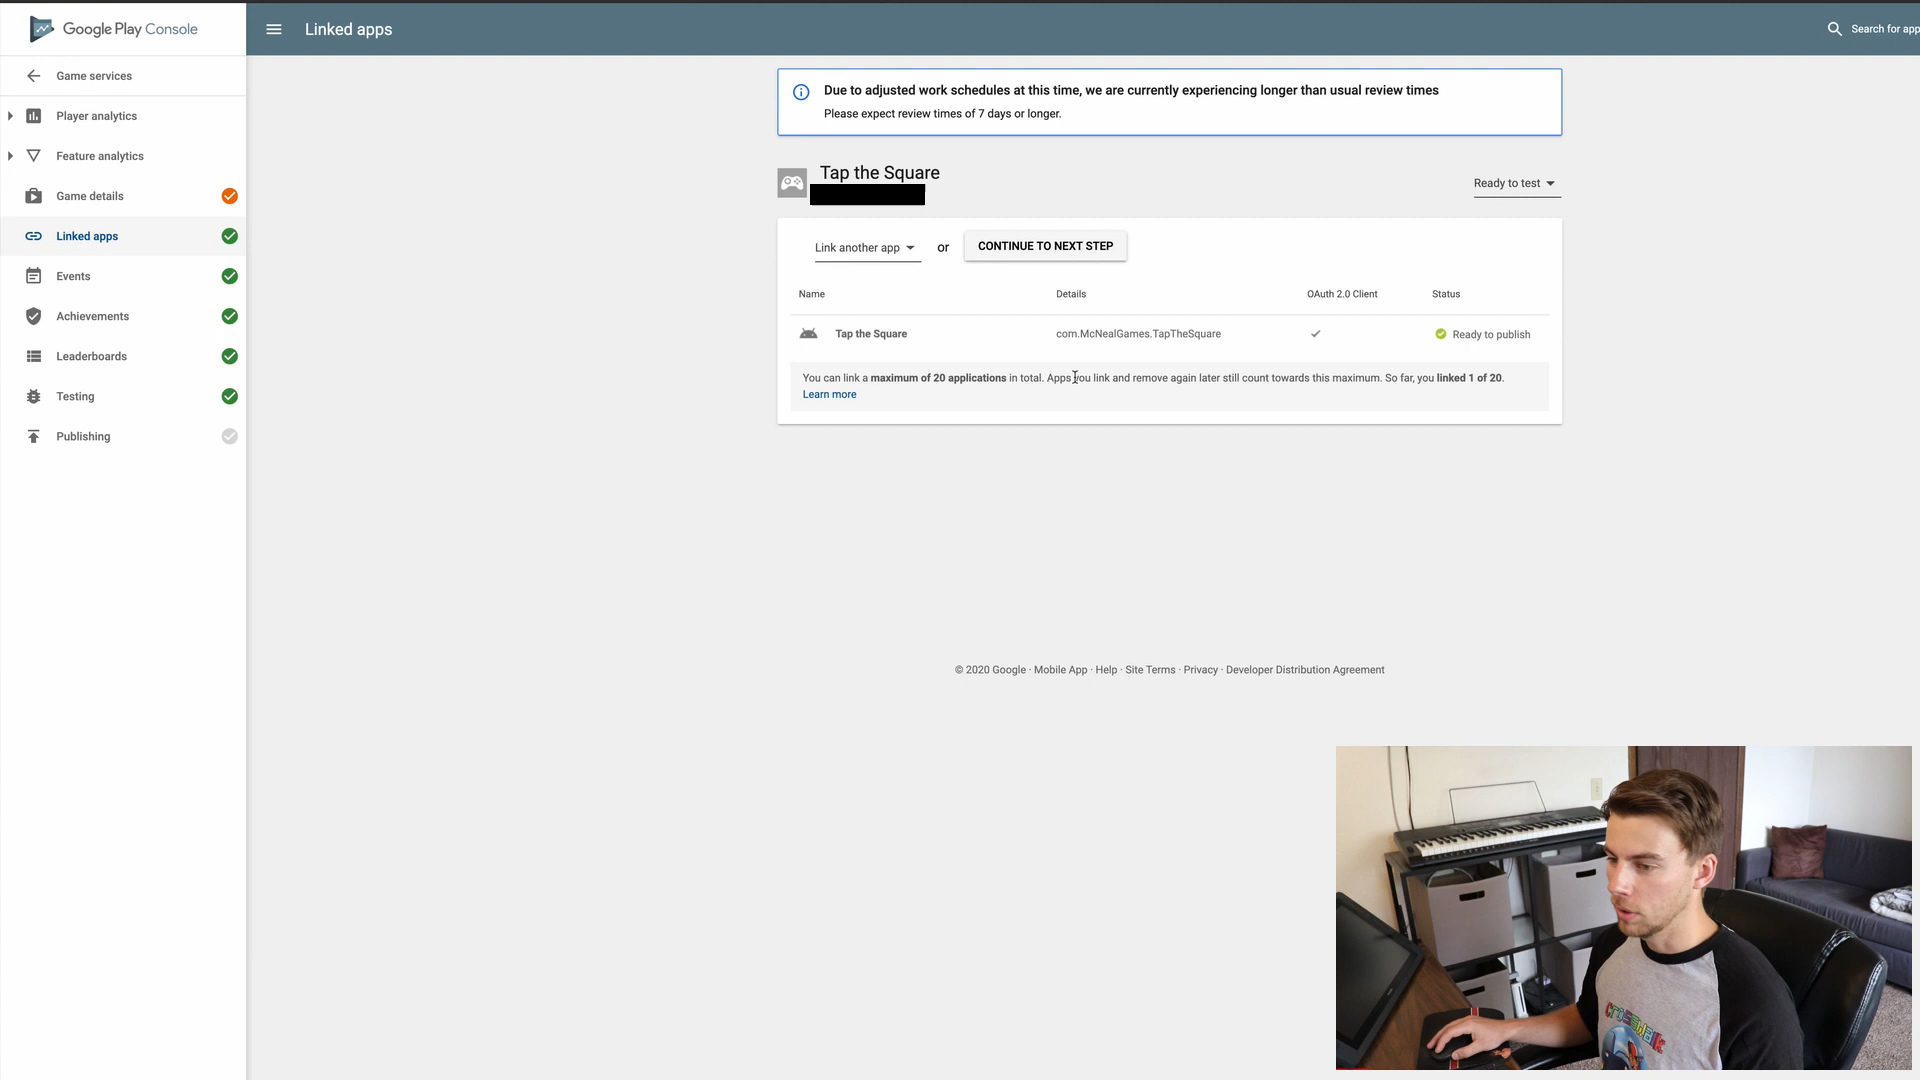 Google Play Console
Linked apps
Search for app
Game services
Player analytics
Feature analytics
Game details
Linked apps
Events
Achievements
Leaderboards
Testing
Publishing
Due to adjusted work schedules at this time, we are currently experiencing longer than usual review times
Please expect review times of 7 days or longer.
Tap the Square
Ready to test
Link another app or CONTINUE TO NEXT STEP
Name Details OAuth 2.0 Client Status
Tap the Square com.McNealGames.TapTheSquare Ready to publish
You can link a maximum of 20 applications in total. Apps you link and remove again later still count towards this maximum. So far, you linked 1 of 20.
Learn more
© 2020 Google · Mobile App · Help · Site Terms · Privacy · Developer Distribution Agreement